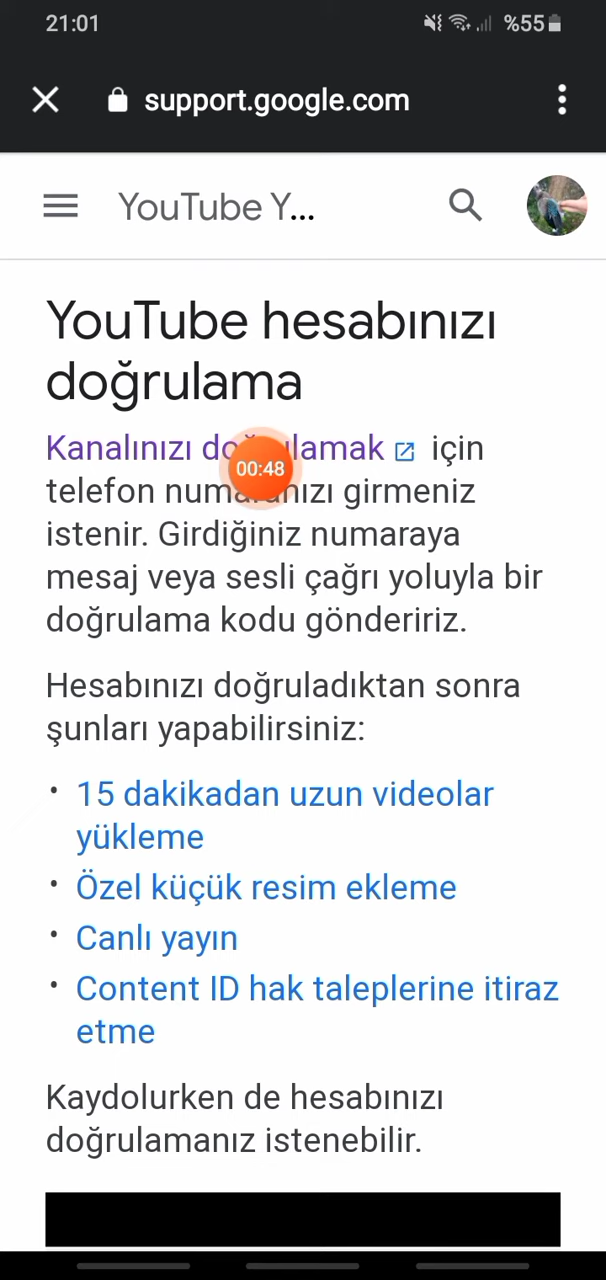 21:01
%55
support.google.com
YouTube Y...
YouTube hesabınızı
doğrulama
Kanalınızı için
00:48
telefon girmeniz
istenir. Girdiğiniz numaraya
mesaj veya sesli çağrı yoluyla bir
doğrulama kodu göndeririz.
Hesabınızı doğruladıktan sonra
şunları yapabilirsiniz:
• 15 dakikadan uzun videolar
yükleme
• Özel küçük resim ekleme
• Canlı yayın
• Content ID hak taleplerine itiraz
etme
Kaydolurken de hesabınızı
doğrulamanız istenebilir.